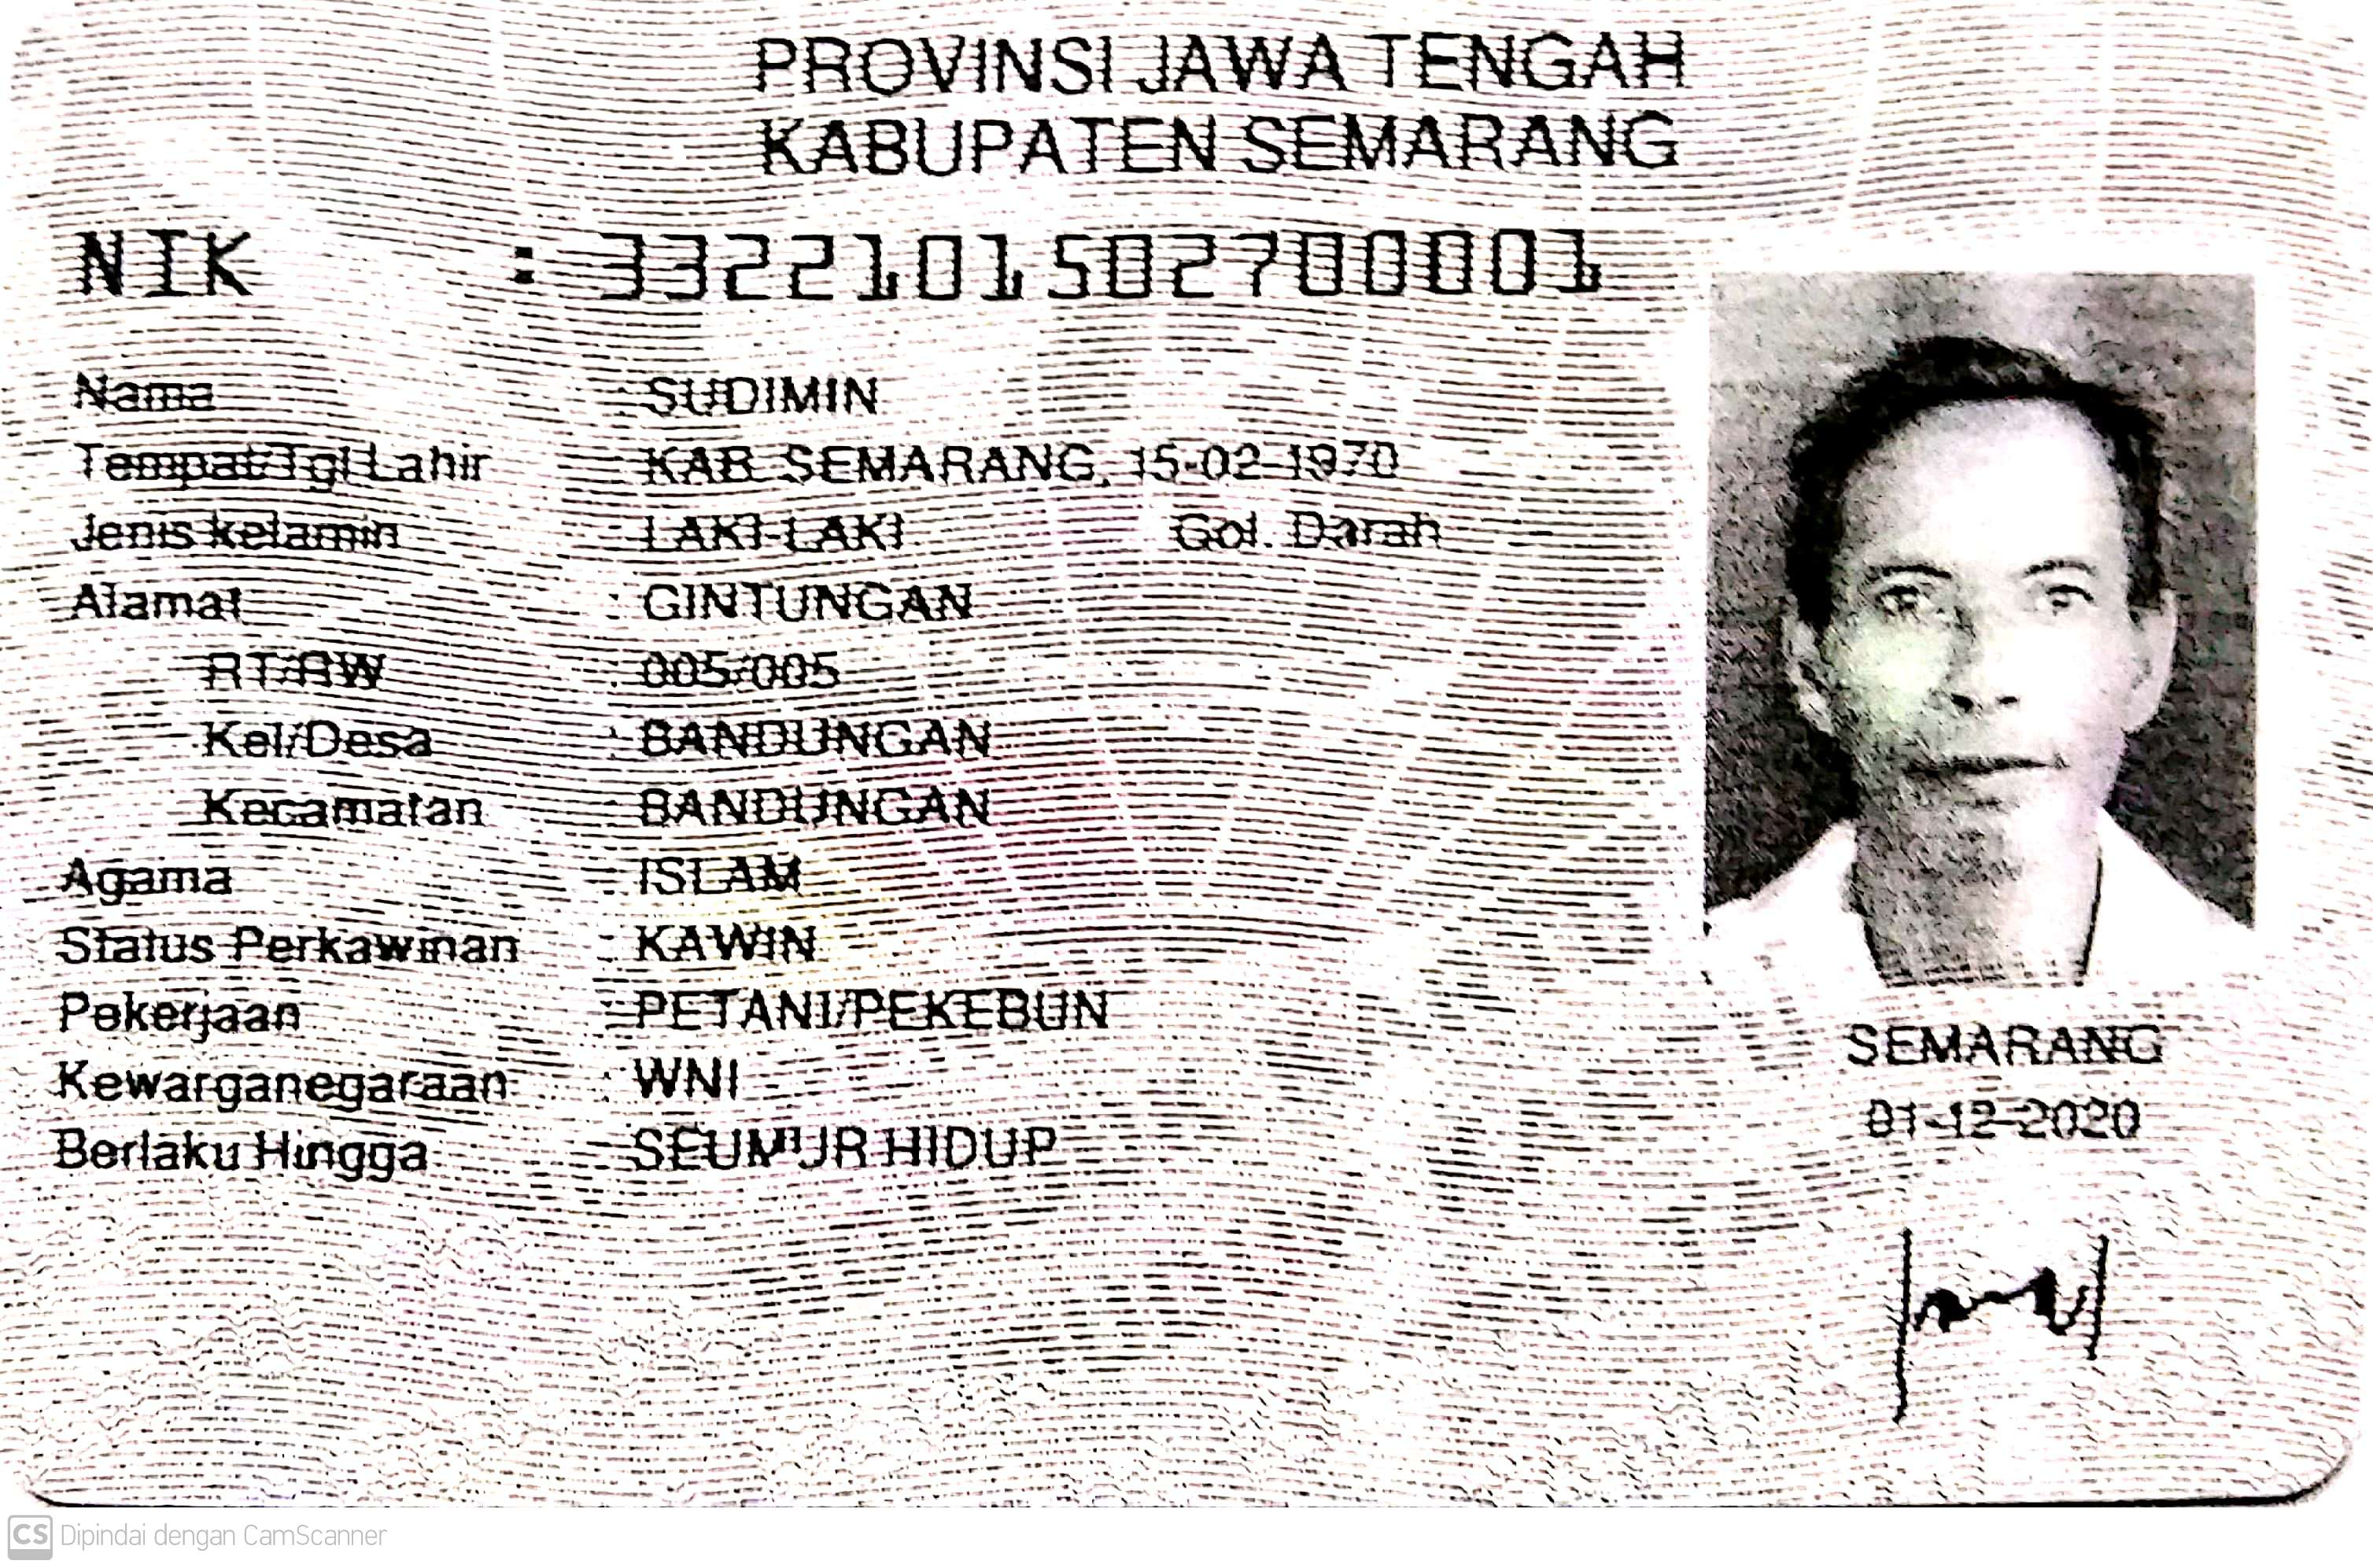 PROVINSI JAWA TENGAH
KABUPATEN SEMARANG
NIK : 3322101502700001
Nama : SUDIMIN
Tempat/Tgl Lahir : KAB. SEMARANG, 15-02-1970
Jenis kelamin : LAKI-LAKI Gol. Darah : -
Alamat : GINTUNGAN
RT/RW : 005/005
Kel/Desa : BANDUNGAN
Kecamatan : BANDUNGAN
Agama : ISLAM
Status Perkawinan : KAWIN
Pekerjaan : PETANI/PEKEBUN
Kewarganegaraan : WNI
Berlaku Hingga : SEUMUR HIDUP
SEMARANG
01-12-2020
CS Dipindai dengan CamScanner